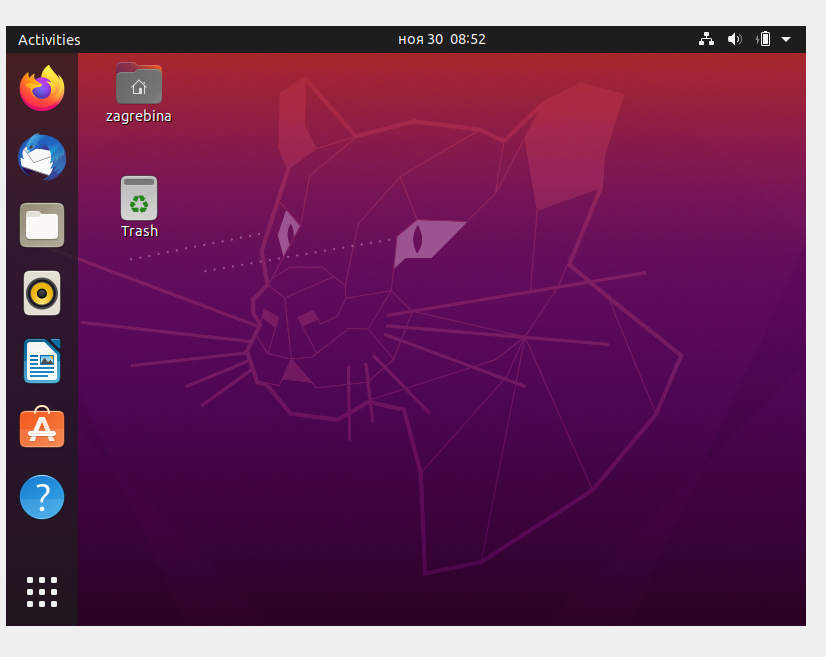 Activities
ноя 30 08:52
zagrebina
Trash
?